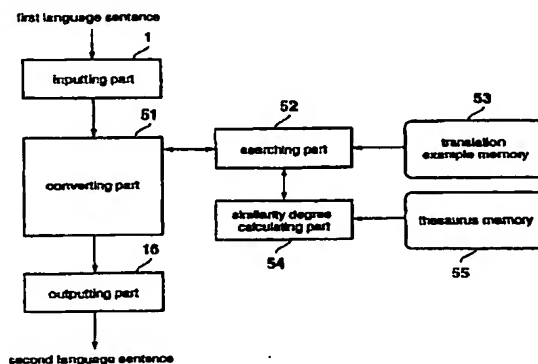 first language sentence
1
inputting part
51
converting part
52
searching part
53
translation
example memory
similarity degree
calculating part
54
thesaurus memory
55
16
outputting part
second language sentence